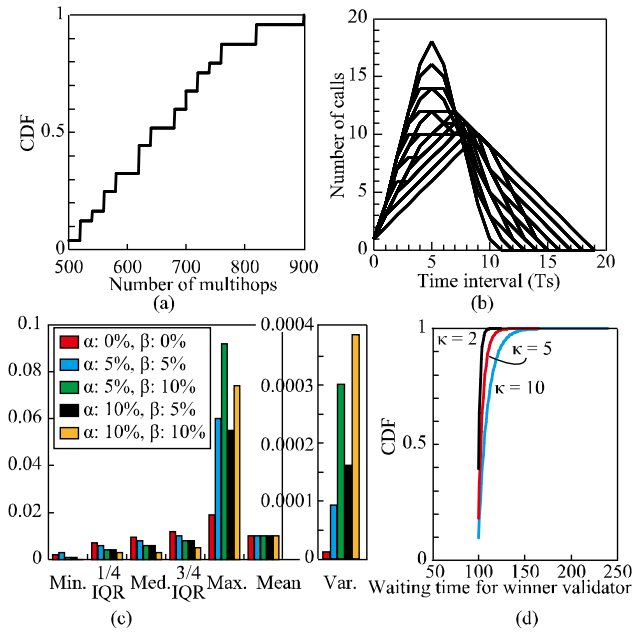 1
0.5
0
CDF
500
600
700
800
900
Number of multihops
(a)
20
15
10
5
0
Number of calls
0
5
10
15
20
Time interval (Ts)
(b)
0.1
0.08
0.06
0.04
0.02
0
α: 0%, β: 0%
α: 5%, β: 5%
α: 5%, β: 10%
α: 10%, β: 5%
α: 10%, β: 10%
0.0004
0.0003
0.0002
0.0001
0
Min.
1/4 IQR
Med.
3/4 IQR
Max.
Mean
Var.
(c)
1
0.5
0
CDF
κ = 2
κ = 5
κ = 10
50
100
150
200
250
Waiting time for winner validator
(d)